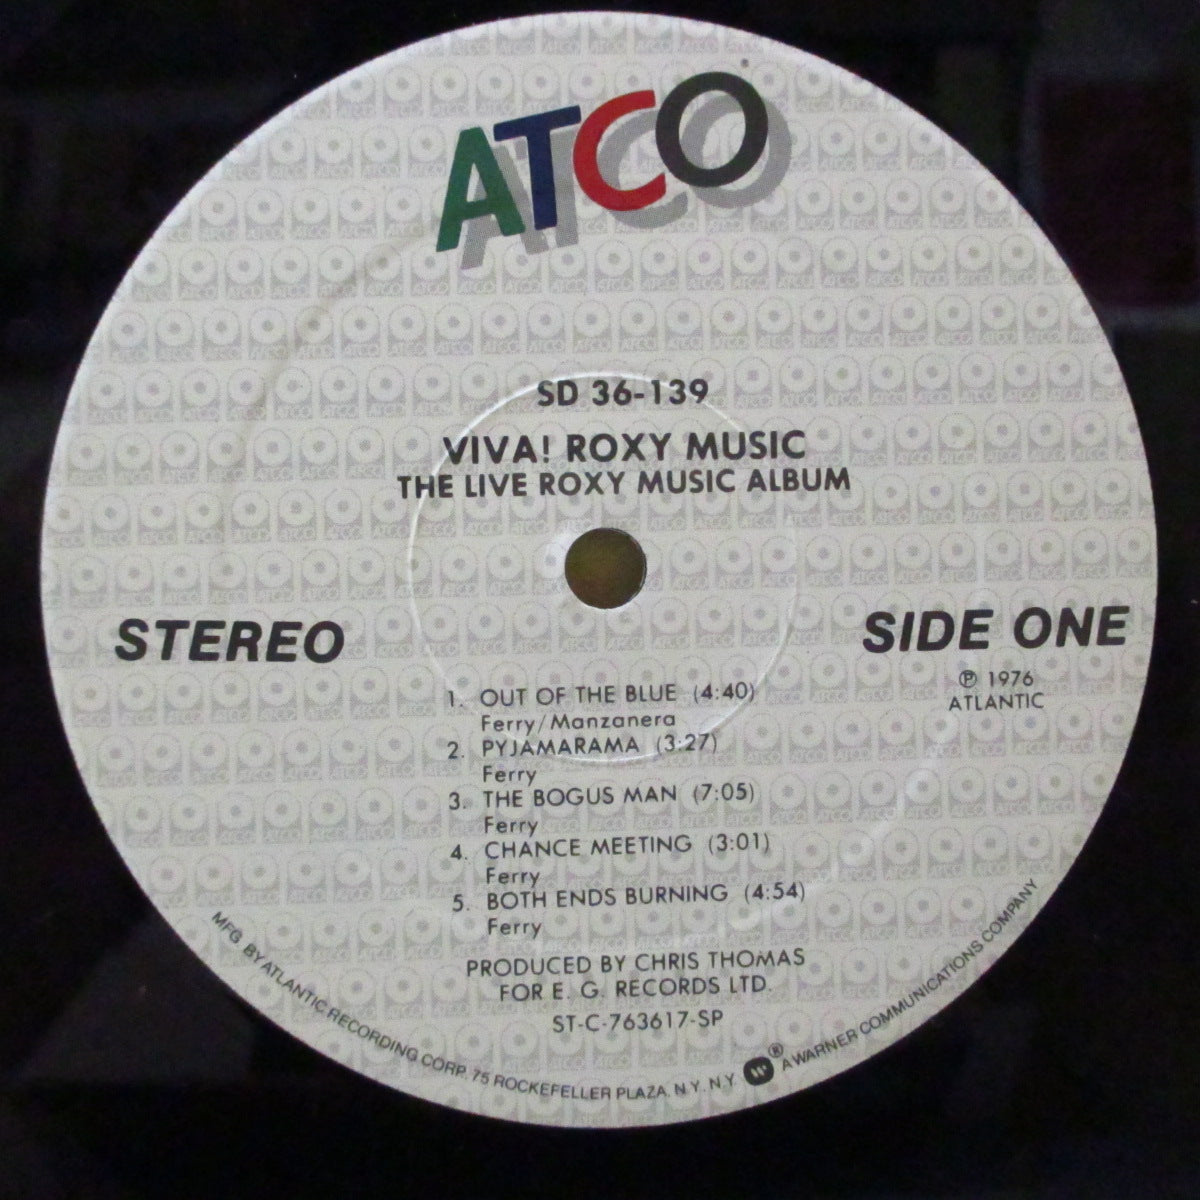 ATCO®
SD 36-139
VIVA! ROXY MUSIC
THE LIVE ROXY MUSIC ALBUM
STEREO
SIDE ONE
℗ 1976
ATLANTIC
1. OUT OF THE BLUE (4:40)
Ferry/Manzanera
2. PYJAMARAMA (3:27)
Ferry
3. THE BOGUS MAN (7:05)
Ferry
4. CHANCE MEETING (3:01)
Ferry
5. BOTH ENDS BURNING (4:54)
Ferry
PRODUCED BY CHRIS THOMAS
FOR E. G. RECORDS LTD.
ST-C-763617-SP
MFG. BY ATLANTIC RECORDING CORP. 75 ROCKEFELLER PLAZA, N.Y. N.Y. ® A WARNER COMMUNICATIONS COMPANY